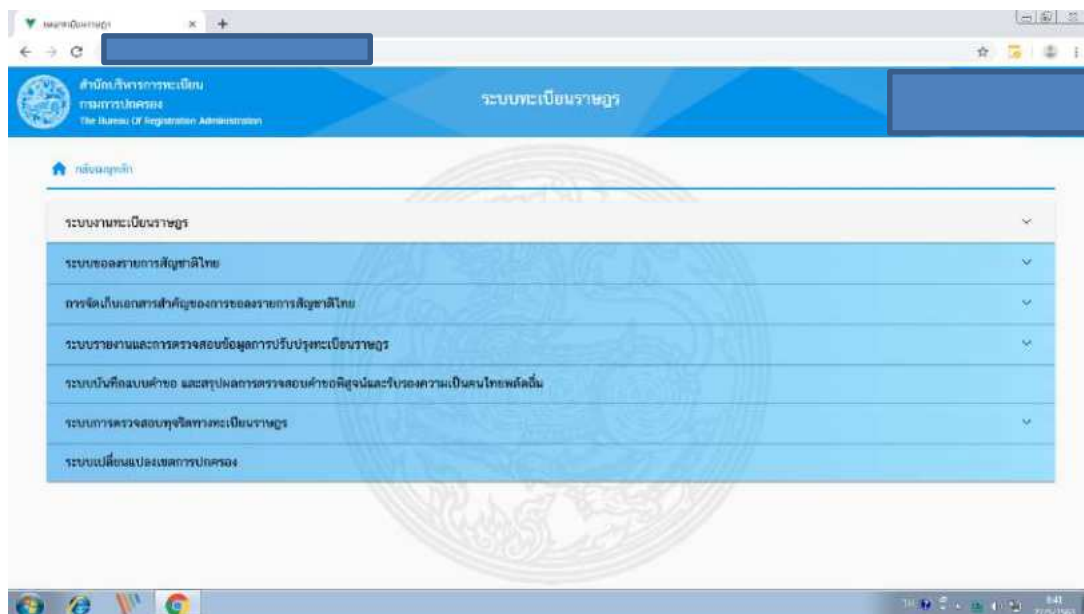 สำนักบริหารการทะเบียน
กรมการปกครอง
The Bureau Of Registration Administration
ระบบทะเบียนราษฎร
กลับเมนูหลัก
ระบบงานทะเบียนราษฎร
ระบบขอลงรายการสัญชาติไทย
การจัดเก็บเอกสารสำคัญของการขอลงรายการสัญชาติไทย
ระบบรายงานและการตรวจสอบข้อมูลการปรับปรุงทะเบียนราษฎร
ระบบบันทึกแบบคำขอ และสรุปผลการตรวจสอบคำขอพิสูจน์และรับรองความเป็นคนไทยพลัดถิ่น
ระบบการตรวจสอบทุจริตทางทะเบียนราษฎร
ระบบเปลี่ยนแปลงเขตการปกครอง
TH
8:41